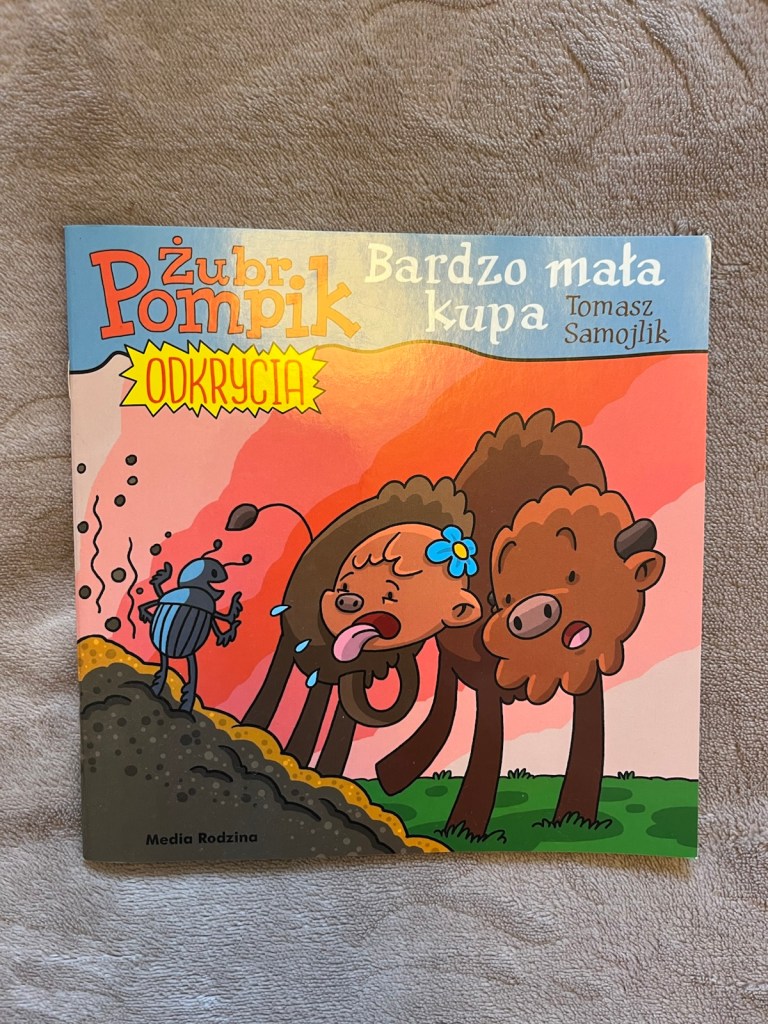 Żubr
Pompik
ODKRYCIA
Bardzo mała
kupa
Tomasz
Samojlik
Media Rodzina